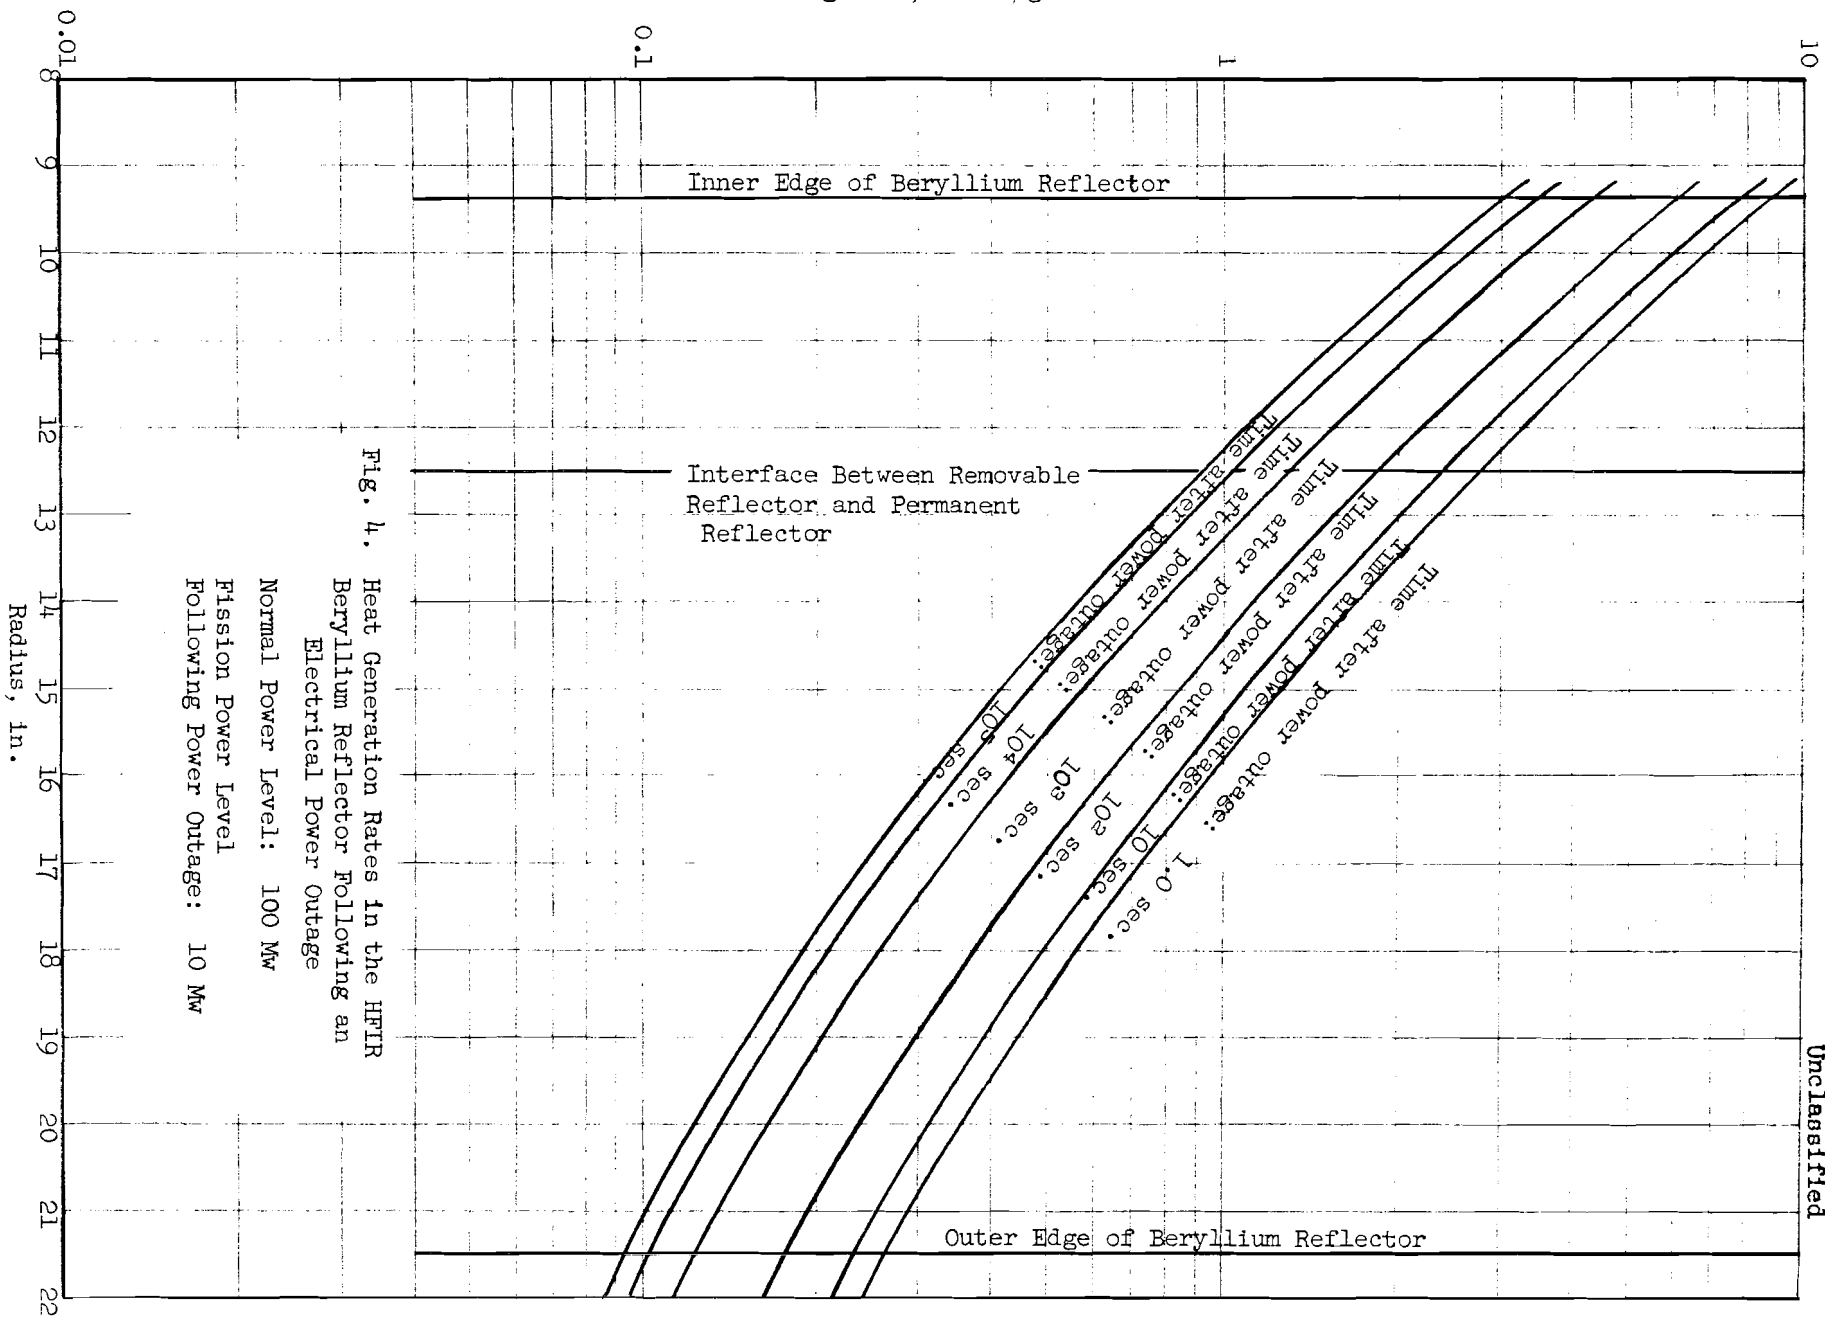 0.01
0.1
1
10
8
9
10
11
12
13
14
15
16
17
18
19
20
21
22
Radius, in.
Inner Edge of Beryllium Reflector
Interface Between Removable
Reflector and Permanent
Reflector
Outer Edge of Beryllium Reflector
Time after power outage: 10⁵ sec
Time after power outage: 10⁴ sec.
Time after power outage: 10³ sec.
Time after power outage: 10² sec.
Time after power outage: 10 sec.
Time after power outage: 1.0 sec.
Fig. 4. Heat Generation Rates in the HFIR
Beryllium Reflector Following an
Electrical Power Outage
Normal Power Level: 100 Mw
Fission Power Level
Following Power Outage: 10 Mw
Unclassified